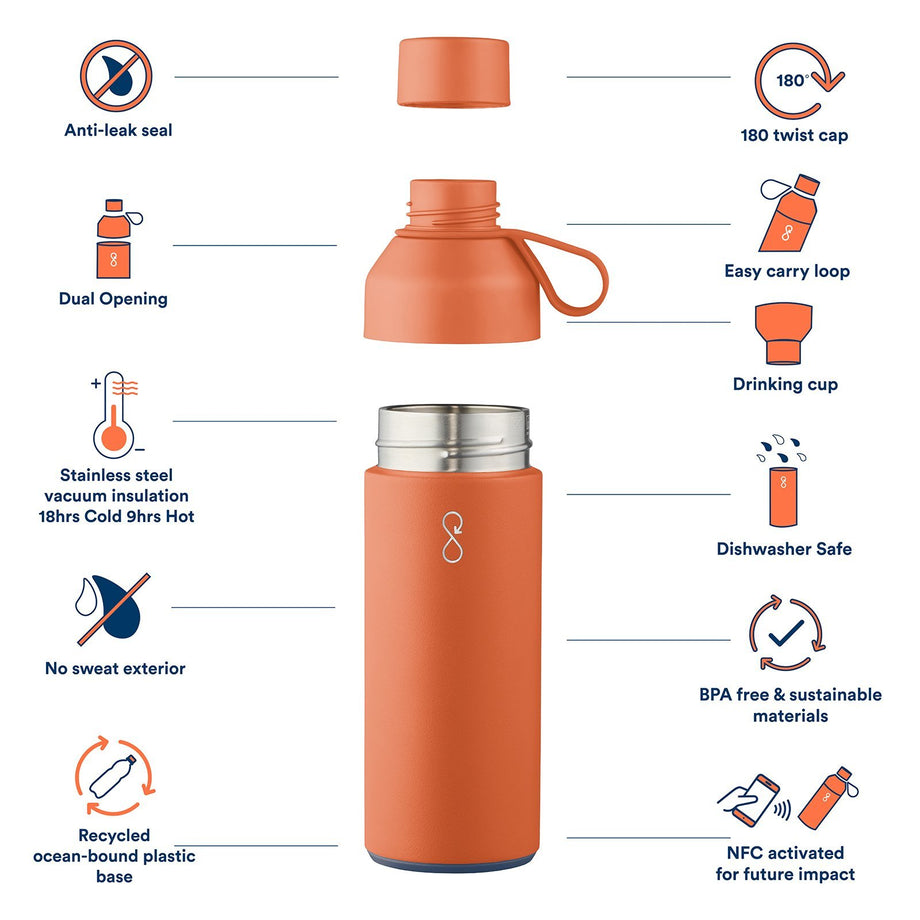 Anti-leak seal
Dual Opening
Stainless steel
vacuum insulation
18hrs Cold 9hrs Hot
No sweat exterior
Recycled
ocean-bound plastic
base
180°
180 twist cap
Easy carry loop
Drinking cup
Dishwasher Safe
BPA free & sustainable
materials
NFC activated
for future impact